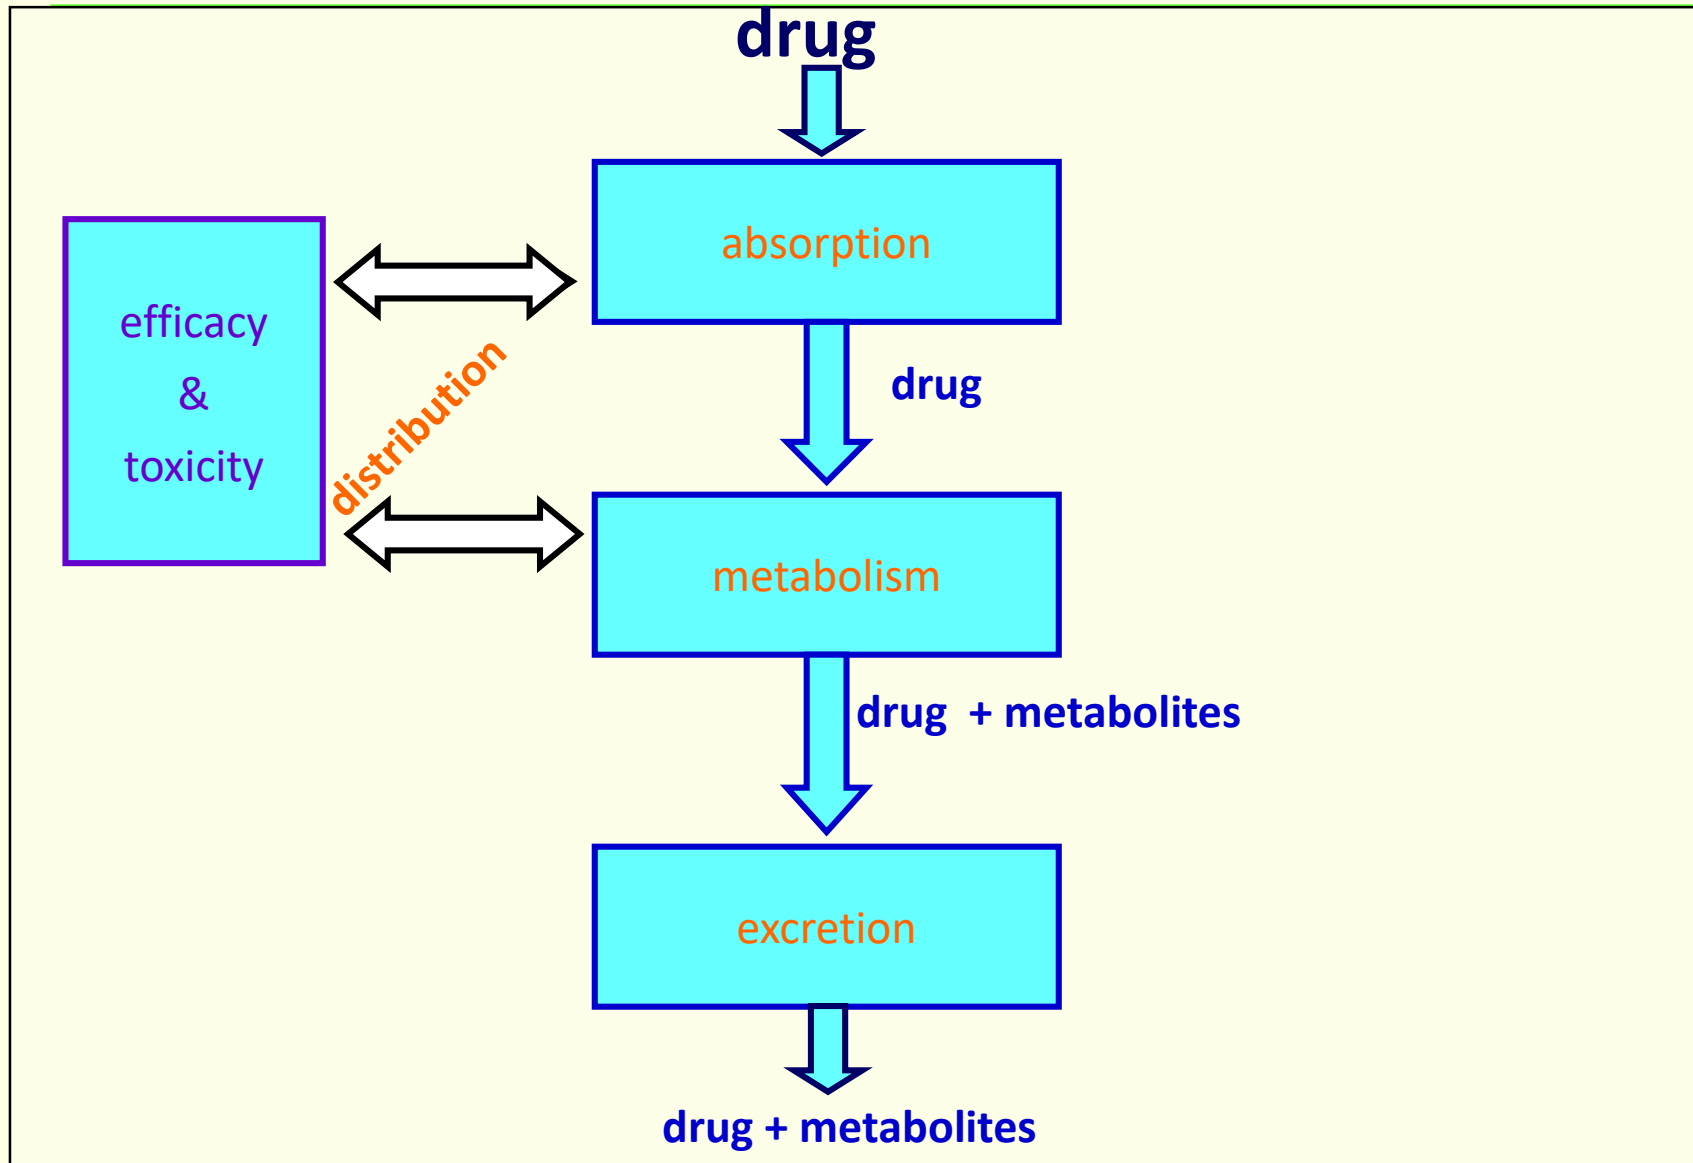 drug
absorption
efficacy
&
toxicity
distribution
drug
metabolism
drug + metabolites
excretion
drug + metabolites